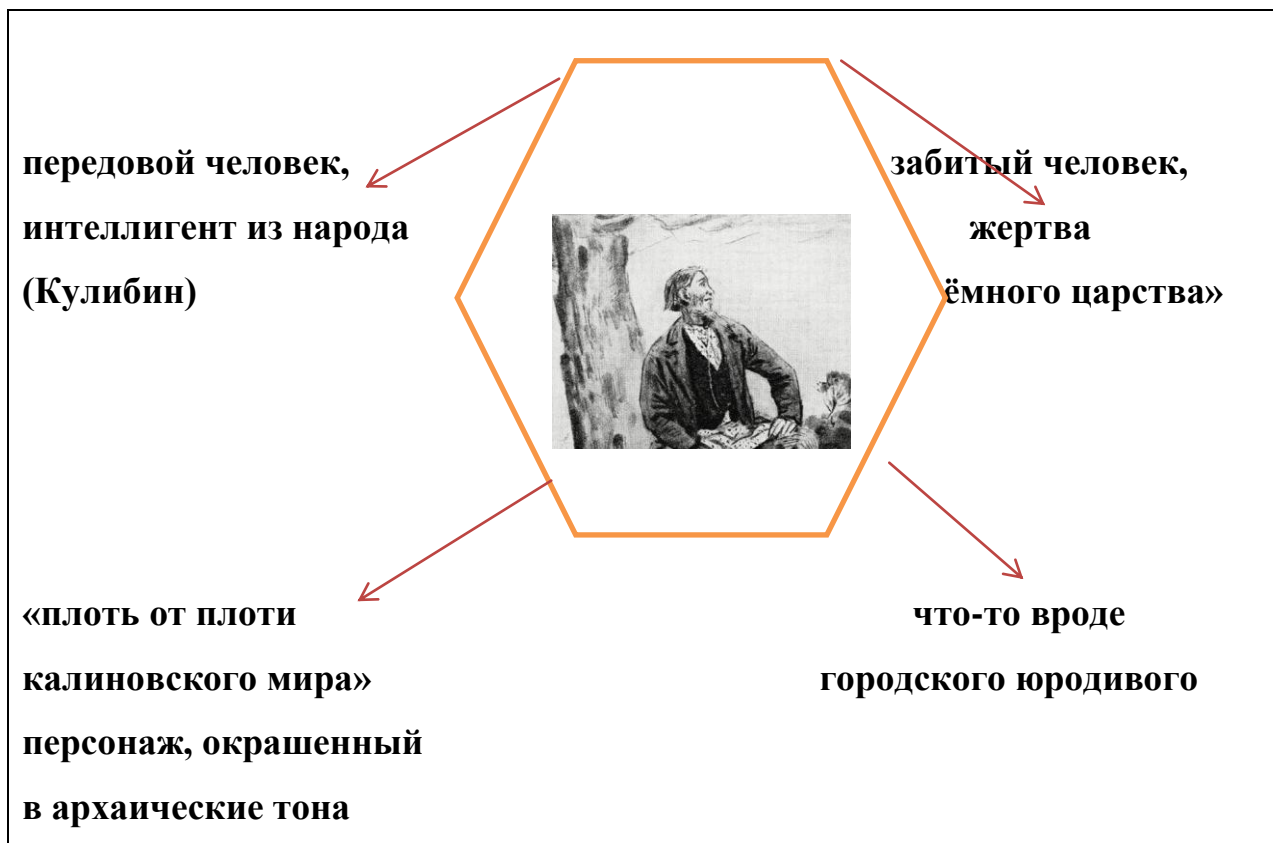 передовой человек,
интеллигент из народа
(Кулибин)
забитый человек,
жертва
ёмного царства»
«плоть от плоти
калиновского мира»
персонаж, окрашенный
в архаические тона
что-то вроде
городского юродивого